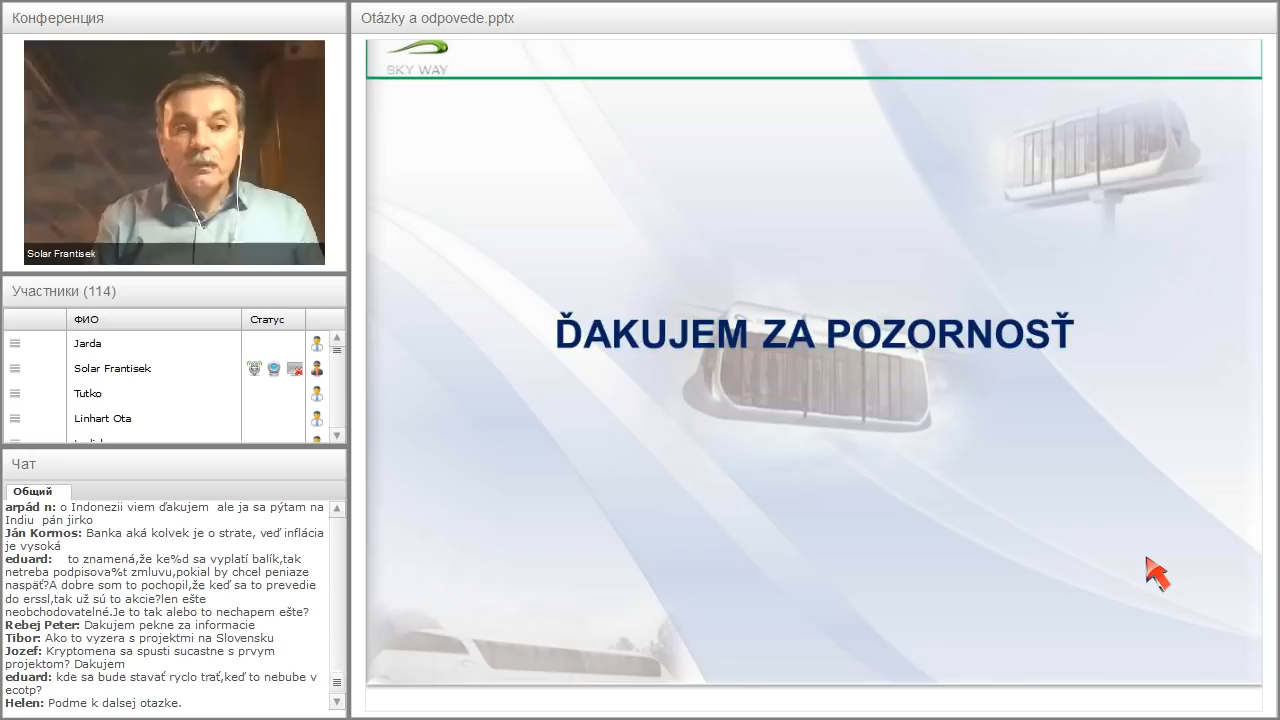 Конференция
Solar Frantisek
Участники (114)
ФИО
Статус
Jarda
Solar Frantisek
Tutko
Linhart Ota
Чат
Общий
arpád n: o Indonezii viem ďakujem  ale ja sa pýtam na
Indiu  pán jirko
Ján Kormos: Banka aká kolvek je o strate, veď inflácia
je vysoká
eduard:    to znamená,že ke%d sa vyplatí balík,tak
netreba podpisova%t zmluvu,pokial by chcel peniaze
naspäť?A dobre som to pochopil,že keď sa to prevedie
do erssl,tak už sú to akcie?len ešte
neobchodovatelné.Je to tak alebo to nechapem ešte?
Rebej Peter: Dakujem pekne za informacie
Tibor: Ako to vyzera s projektmi na Slovensku
Jozef: Kryptomena sa spusti sucastne s prvym
projektom? Dakujem
eduard: kde sa bude stavať ryclo trať,keď to nebube v
ecotp?
Helen: Poďme k dalsej otazke.
Otázky a odpovede.pptx
SKY WAY
ĎAKUJEM ZA POZORNOSŤ